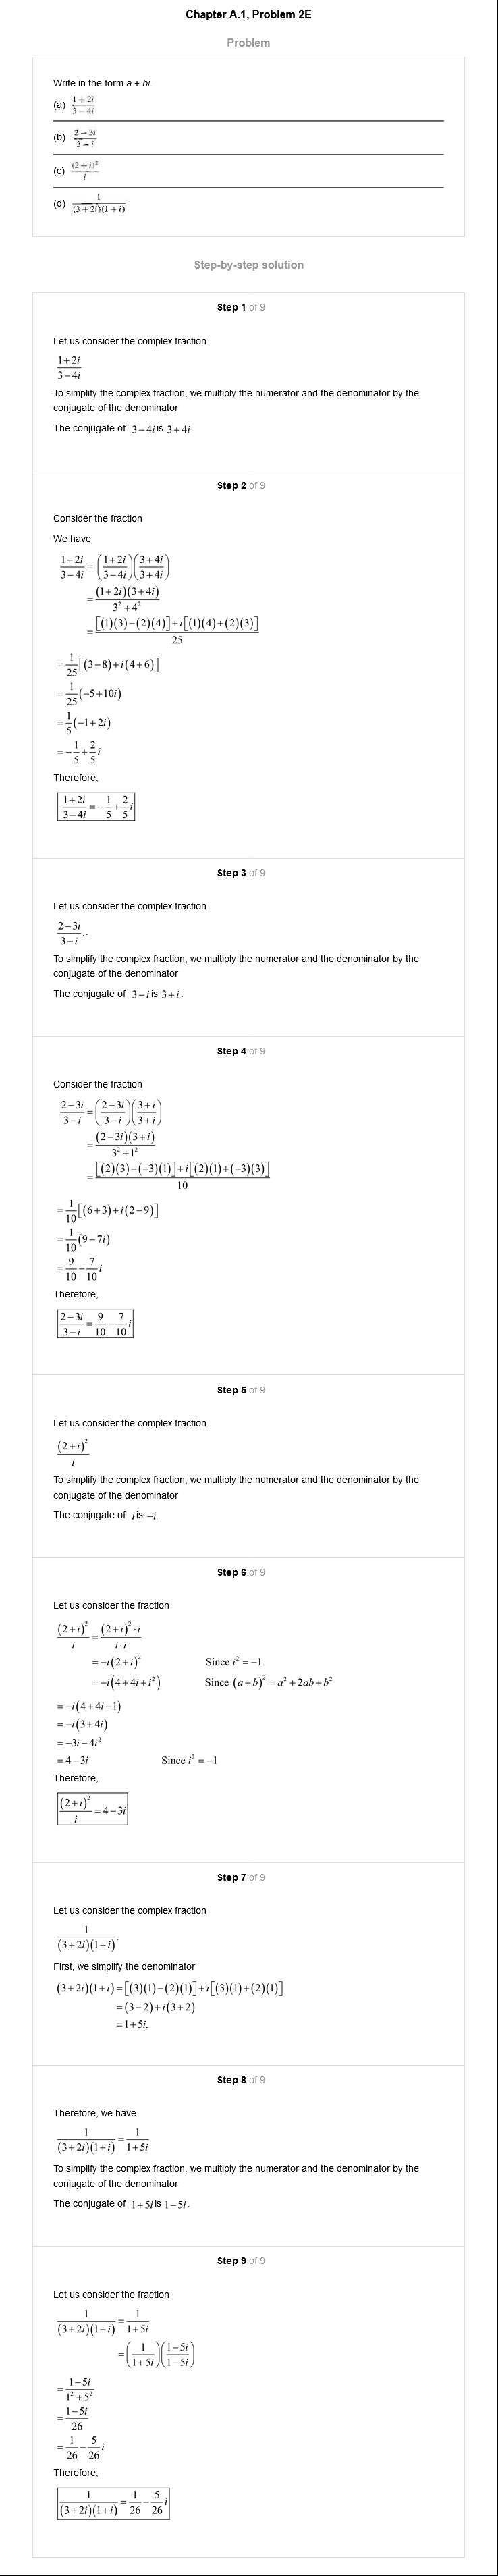 Chapter A.1, Problem 2E
Problem
Write in the form a + bi.
(a) \frac{1+2i}{3-4i}
(b) \frac{2-3i}{3-i}
(c) \frac{(2+i)^2}{i}
(d) \frac{1}{(3+2i)(1+i)}
Step-by-step solution
Step 1 of 9
Let us consider the complex fraction
\frac{1+2i}{3-4i}.
To simplify the complex fraction, we multiply the numerator and the denominator by the
conjugate of the denominator
The conjugate of 3-4i is 3+4i.
Step 2 of 9
Consider the fraction
We have
\frac{1+2i}{3-4i} = \left(\frac{1+2i}{3-4i}\right)\left(\frac{3+4i}{3+4i}\right)
= \frac{(1+2i)(3+4i)}{3^2+4^2}
= \frac{[(1)(3)-(2)(4)]+i[(1)(4)+(2)(3)]}{25}
= \frac{1}{25}[(3-8)+i(4+6)]
= \frac{1}{25}(-5+10i)
= \frac{1}{5}(-1+2i)
= -\frac{1}{5}+\frac{2}{5}i
Therefore,
\frac{1+2i}{3-4i} = -\frac{1}{5}+\frac{2}{5}i
Step 3 of 9
Let us consider the complex fraction
\frac{2-3i}{3-i}..
To simplify the complex fraction, we multiply the numerator and the denominator by the
conjugate of the denominator
The conjugate of 3-i is 3+i.
Step 4 of 9
Consider the fraction
\frac{2-3i}{3-i} = \left(\frac{2-3i}{3-i}\right)\left(\frac{3+i}{3+i}\right)
= \frac{(2-3i)(3+i)}{3^2+1^2}
= \frac{[(2)(3)-(-3)(1)]+i[(2)(1)+(-3)(3)]}{10}
= \frac{1}{10}[(6+3)+i(2-9)]
= \frac{1}{10}(9-7i)
= \frac{9}{10}-\frac{7}{10}i
Therefore,
\frac{2-3i}{3-i} = \frac{9}{10}-\frac{7}{10}i
Step 5 of 9
Let us consider the complex fraction
\frac{(2+i)^2}{i}
To simplify the complex fraction, we multiply the numerator and the denominator by the
conjugate of the denominator
The conjugate of i is -i.
Step 6 of 9
Let us consider the fraction
\frac{(2+i)^2}{i} = \frac{(2+i)^2 \cdot i}{i \cdot i}
= -i(2+i)^2 Since i^2 = -1
= -i(4+4i+i^2) Since (a+b)^2 = a^2+2ab+b^2
= -i(4+4i-1)
= -i(3+4i)
= -3i-4i^2
= 4-3i Since i^2 = -1
Therefore,
\frac{(2+i)^2}{i} = 4-3i
Step 7 of 9
Let us consider the complex fraction
\frac{1}{(3+2i)(1+i)}.
First, we simplify the denominator
(3+2i)(1+i) = [(3)(1)-(2)(1)]+i[(3)(1)+(2)(1)]
= (3-2)+i(3+2)
= 1+5i.
Step 8 of 9
Therefore, we have
\frac{1}{(3+2i)(1+i)} = \frac{1}{1+5i}
To simplify the complex fraction, we multiply the numerator and the denominator by the
conjugate of the denominator
The conjugate of 1+5i is 1-5i.
Step 9 of 9
Let us consider the fraction
\frac{1}{(3+2i)(1+i)} = \frac{1}{1+5i}
= \left(\frac{1}{1+5i}\right)\left(\frac{1-5i}{1-5i}\right)
= \frac{1-5i}{1^2+5^2}
= \frac{1-5i}{26}
= \frac{1}{26}-\frac{5}{26}i
Therefore,
\frac{1}{(3+2i)(1+i)} = \frac{1}{26}-\frac{5}{26}i